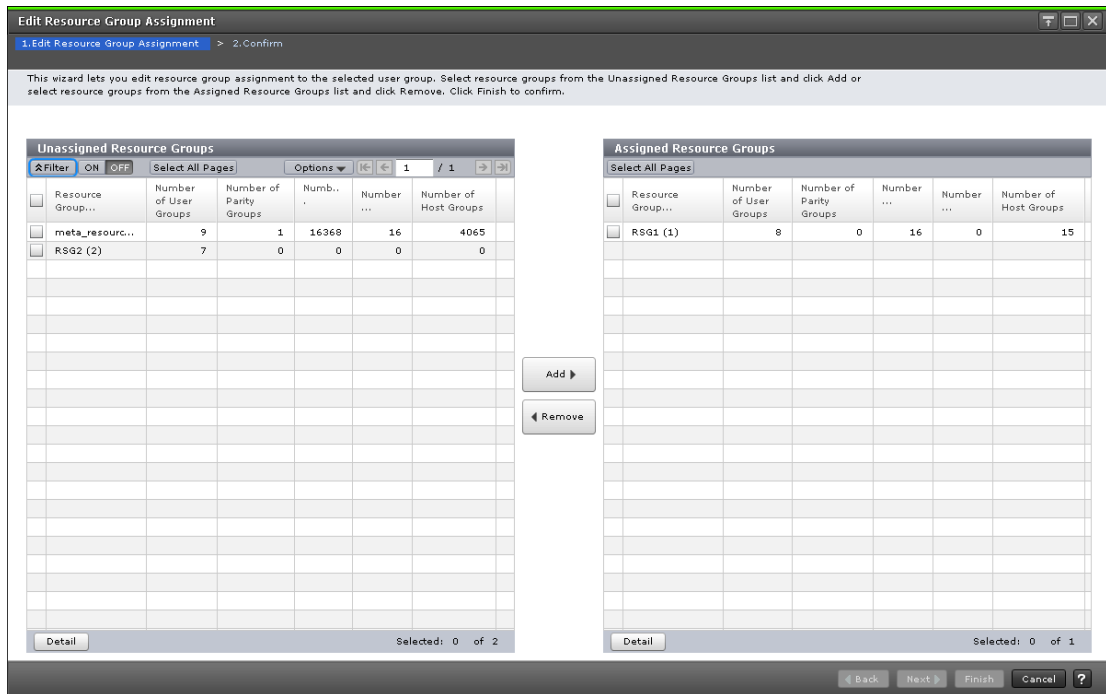 Edit Resource Group Assignment
1.Edit Resource Group Assignment > 2.Confirm
This wizard lets you edit resource group assignment to the selected user group. Select resource groups from the Unassigned Resource Groups list and click Add or
select resource groups from the Assigned Resource Groups list and click Remove. Click Finish to confirm.
Unassigned Resource Groups
Filter ON OFF Select All Pages Options 1 / 1
Resource Group... Number of User Groups Number of Parity Groups Numb... Number ... Number of Host Groups
meta_resourc... 9 1 16368 16 4065
RSG2 (2) 7 0 0 0 0
Detail Selected: 0 of 2
Add
Remove
Assigned Resource Groups
Select All Pages
Resource Group... Number of User Groups Number of Parity Groups Number ... Number ... Number of Host Groups
RSG1 (1) 8 0 16 0 15
Detail Selected: 0 of 1
Back Next Finish Cancel ?